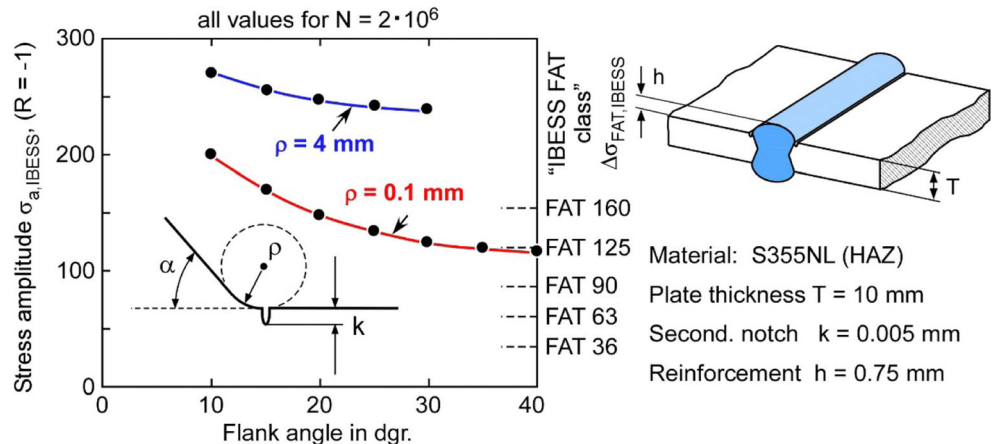 all values for N = 2·10⁶
Stress amplitude σa,IBESS, (R = -1)
300
250
200
150
100
50
0
0
10
20
30
40
Flank angle in dgr.
ρ = 4 mm
ρ = 0.1 mm
α
ρ
k
"IBESS FAT
class"
ΔσFAT,IBESS
FAT 160
FAT 125
FAT 90
FAT 63
FAT 36
h
T
Material: S355NL (HAZ)
Plate thickness T = 10 mm
Second. notch k = 0.005 mm
Reinforcement h = 0.75 mm